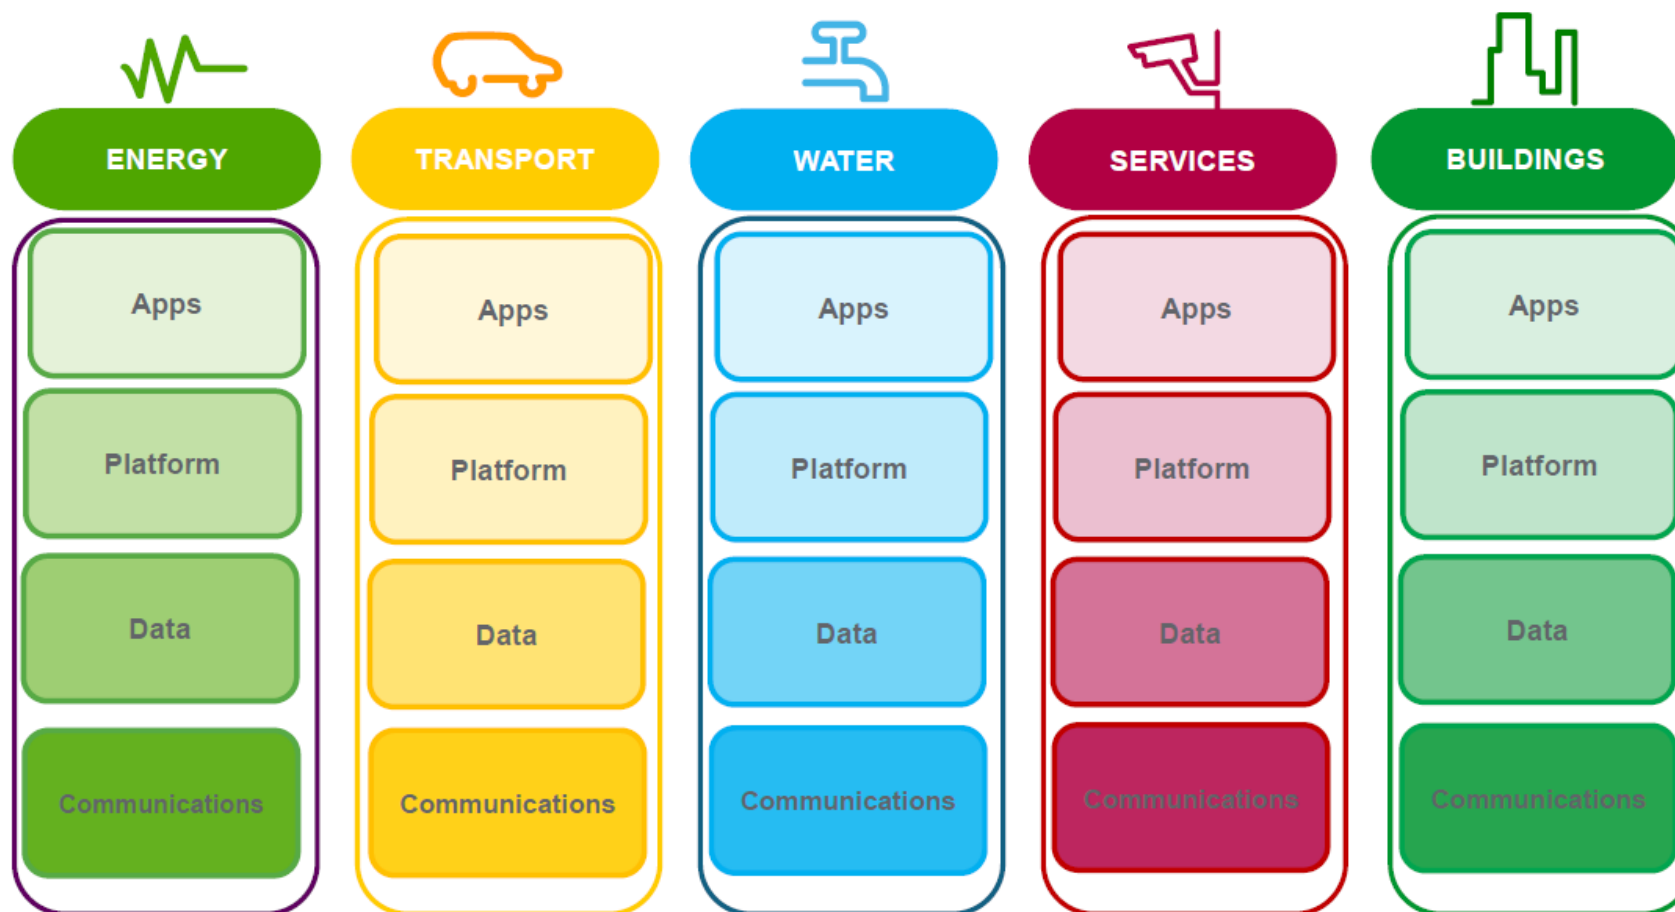 ENERGY
TRANSPORT
WATER
SERVICES
BUILDINGS
Apps
Apps
Apps
Apps
Apps
Platform
Platform
Platform
Platform
Platform
Data
Data
Data
Data
Data
Communications
Communications
Communications
Communications
Communications